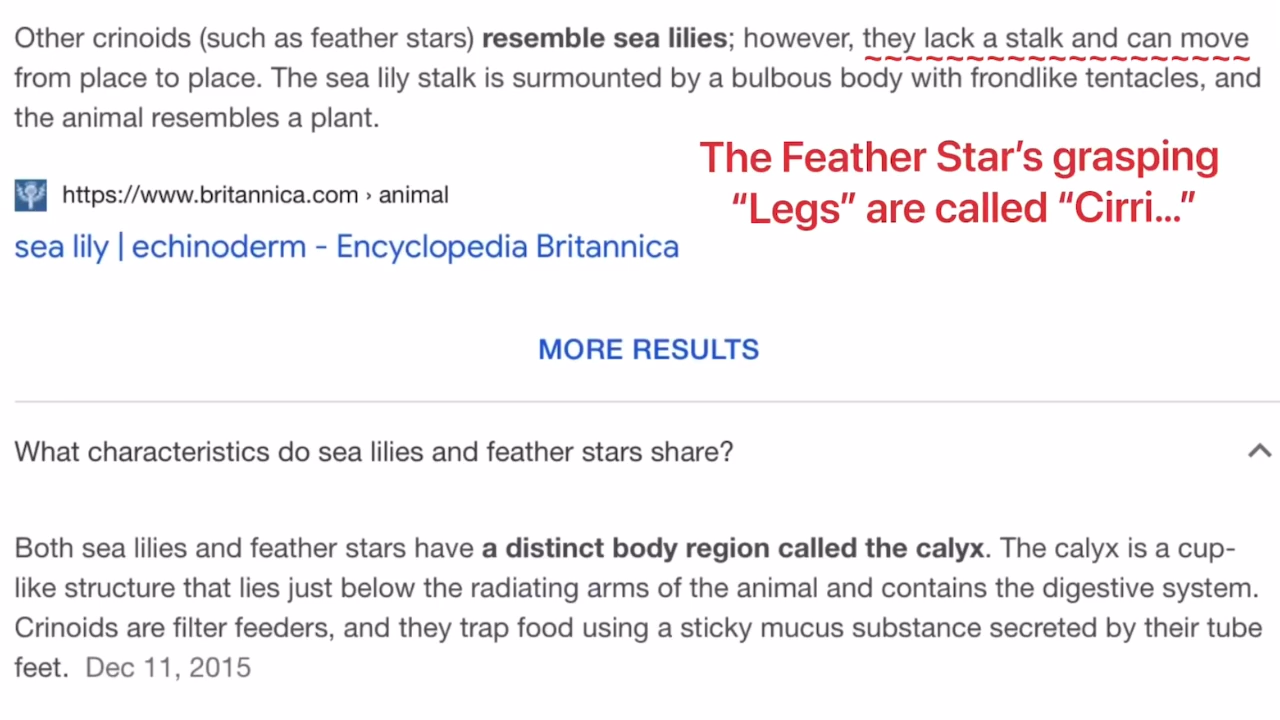 Other crinoids (such as feather stars) resemble sea lilies; however, they lack a stalk and can move
from place to place. The sea lily stalk is surmounted by a bulbous body with frondlike tentacles, and
the animal resembles a plant.
The Feather Star's grasping
“Legs” are called “Cirri...”
https://www.britannica.com › animal
sea lily | echinoderm - Encyclopedia Britannica
MORE RESULTS
What characteristics do sea lilies and feather stars share?
Both sea lilies and feather stars have a distinct body region called the calyx. The calyx is a cup-
like structure that lies just below the radiating arms of the animal and contains the digestive system.
Crinoids are filter feeders, and they trap food using a sticky mucus substance secreted by their tube
feet. Dec 11, 2015